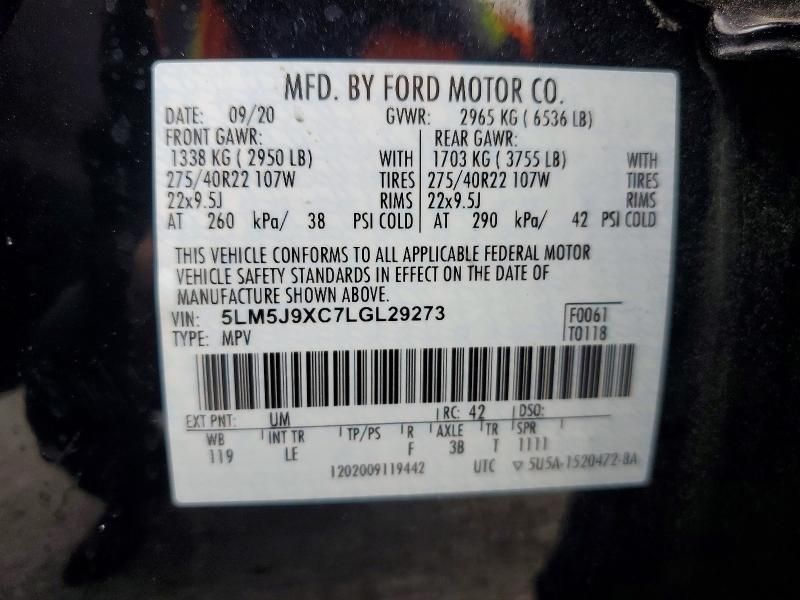 MFD. BY FORD MOTOR CO.
DATE: 09/20 GVWR: 2965 KG ( 6536 LB)
FRONT GAWR: REAR GAWR:
1338 KG ( 2950 LB) WITH 1703 KG ( 3755 LB) WITH
275/40R22 107W TIRES 275/40R22 107W TIRES
22x9.5J RIMS 22x9.5J RIMS
AT 260 kPa/ 38 PSI COLD AT 290 kPa/ 42 PSI COLD
THIS VEHICLE CONFORMS TO ALL APPLICABLE FEDERAL MOTOR
VEHICLE SAFETY STANDARDS IN EFFECT ON THE DATE OF
MANUFACTURE SHOWN ABOVE.
VIN: 5LM5J9XC7LGL29273 F0061
TYPE: MPV T0118
EXT PNT: UM RC: 42 DSO:
WB INT TR TP/PS R AXLE TR SPR
119 LE F 3B T 1111
1202009119442 UTC ▽ 5U5A-1520472-BA